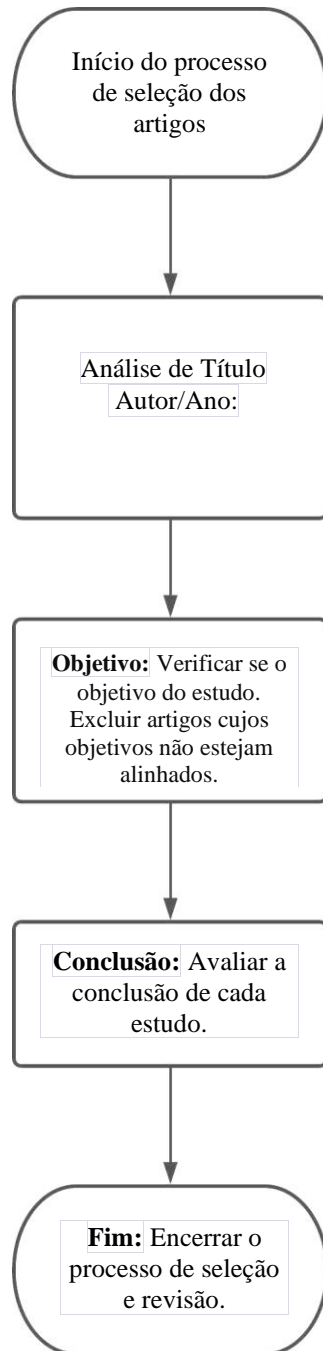 Início do processo
de seleção dos
artigos
Análise de Título
Autor/Ano:
Objetivo: Verificar se o
objetivo do estudo.
Excluir artigos cujos
objetivos não estejam
alinhados.
Conclusão: Avaliar a
conclusão de cada
estudo.
Fim: Encerrar o
processo de seleção
e revisão.